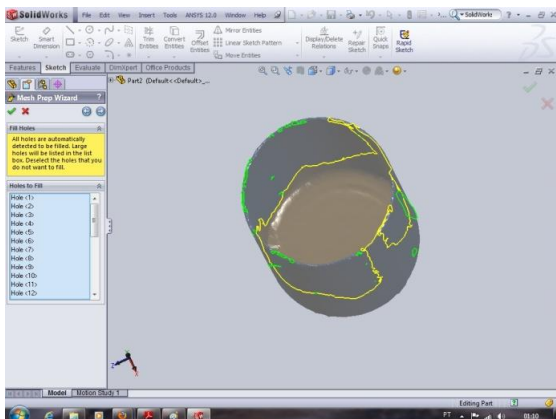 SolidWorks File Edit View Insert Tools ANSYS 12.0 Window Help SolidWorks
Sketch Smart Dimension Trim Entities Convert Entities Offset Entities Mirror Entities Linear Sketch Pattern Move Entities Display/Delete Relations Repair Sketch Quick Snaps Rapid Sketch
Features Sketch Evaluate DimXpert Office Products
Part2 (Default<<Default>_...
Mesh Prep Wizard ?
Fill Holes
All holes are automatically
detected to be filled. Large
holes will be listed in the list
box. Deselect the holes that you
do not want to fill.
Holes to Fill
Hole <1>
Hole <2>
Hole <3>
Hole <4>
Hole <5>
Hole <6>
Hole <7>
Hole <8>
Hole <9>
Hole <10>
Hole <11>
Hole <12>
Model Motion Study 1
Editing Part
PT 01:10